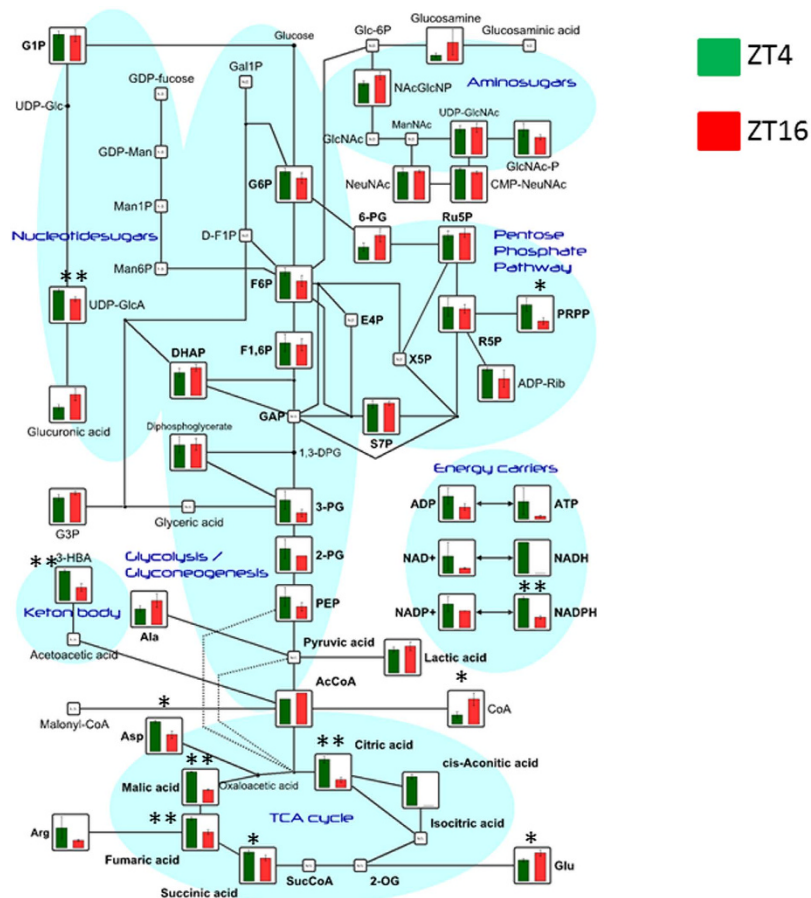 G1P
Glucose
Glc-6P
Glucosamine
Glucosaminic acid
ZT4
GDP-fucose
Gal1P
NAcGlcNP
Aminosugars
UDP-Glc
UDP-GlcNAc
ZT16
GDP-Man
GlcNAc
ManNAc
GlcNAc-P
G6P
NeuNAc
CMP-NeuNAc
Man1P
6-PG
Ru5P
Nucleotidesugars
D-F1P
Pentose
Phosphate
Pathway
Man6P
**
UDP-GlcA
F6P
*
E4P
PRPP
R5P
F1,6P
DHAP
X5P
ADP-Rib
Glucuronic acid
GAP
Diphosphoglycerate
S7P
1,3-DPG
Energy carriers
3-PG
ADP
ATP
G3P
Glyceric acid
2-PG
NAD+
NADH
**
3-HBA
Glycolysis /
Glyconeogenesis
**
PEP
NADP+
NADPH
Keton body
Ala
Acetoacetic acid
Pyruvic acid
Lactic acid
AcCoA
*
CoA
Malonyl-CoA
*
Asp
**
Citric acid
**
cis-Aconitic acid
Malic acid
Oxaloacetic acid
TCA cycle
Isocitric acid
Arg
**
*
*
Fumaric acid
Glu
SucCoA
2-OG
Succinic acid